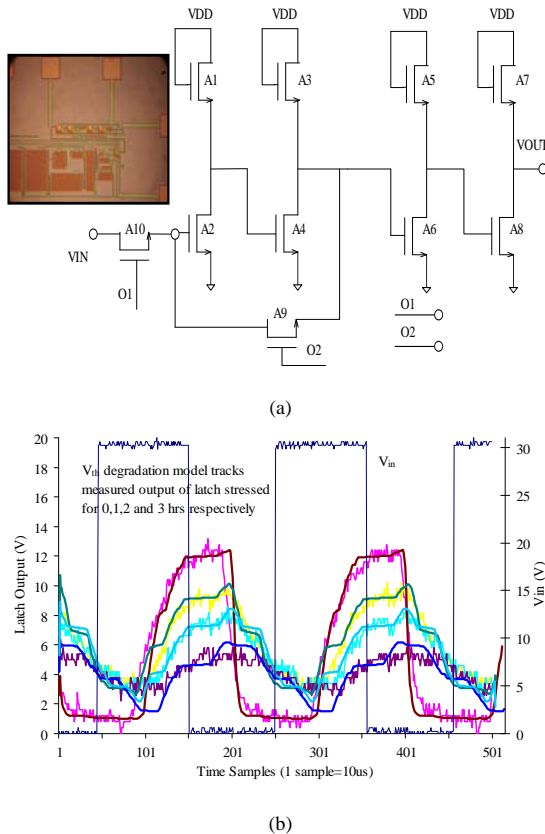 VDD VDD VDD VDD
A1 A3 A5 A7
VOUT
A10 A2 A4 A6 A8
VIN
O1
A9
O1
O2
O2
(a)
20
18
16
14
12
10
8
6
4
2
0
Latch Output (V)
Vth degradation model tracks
measured output of latch stressed
for 0,1,2 and 3 hrs respectively
Vin
30
25
20
15
10
5
0
Vin (V)
1 101 201 301 401 501
Time Samples (1 sample=10us)
(b)